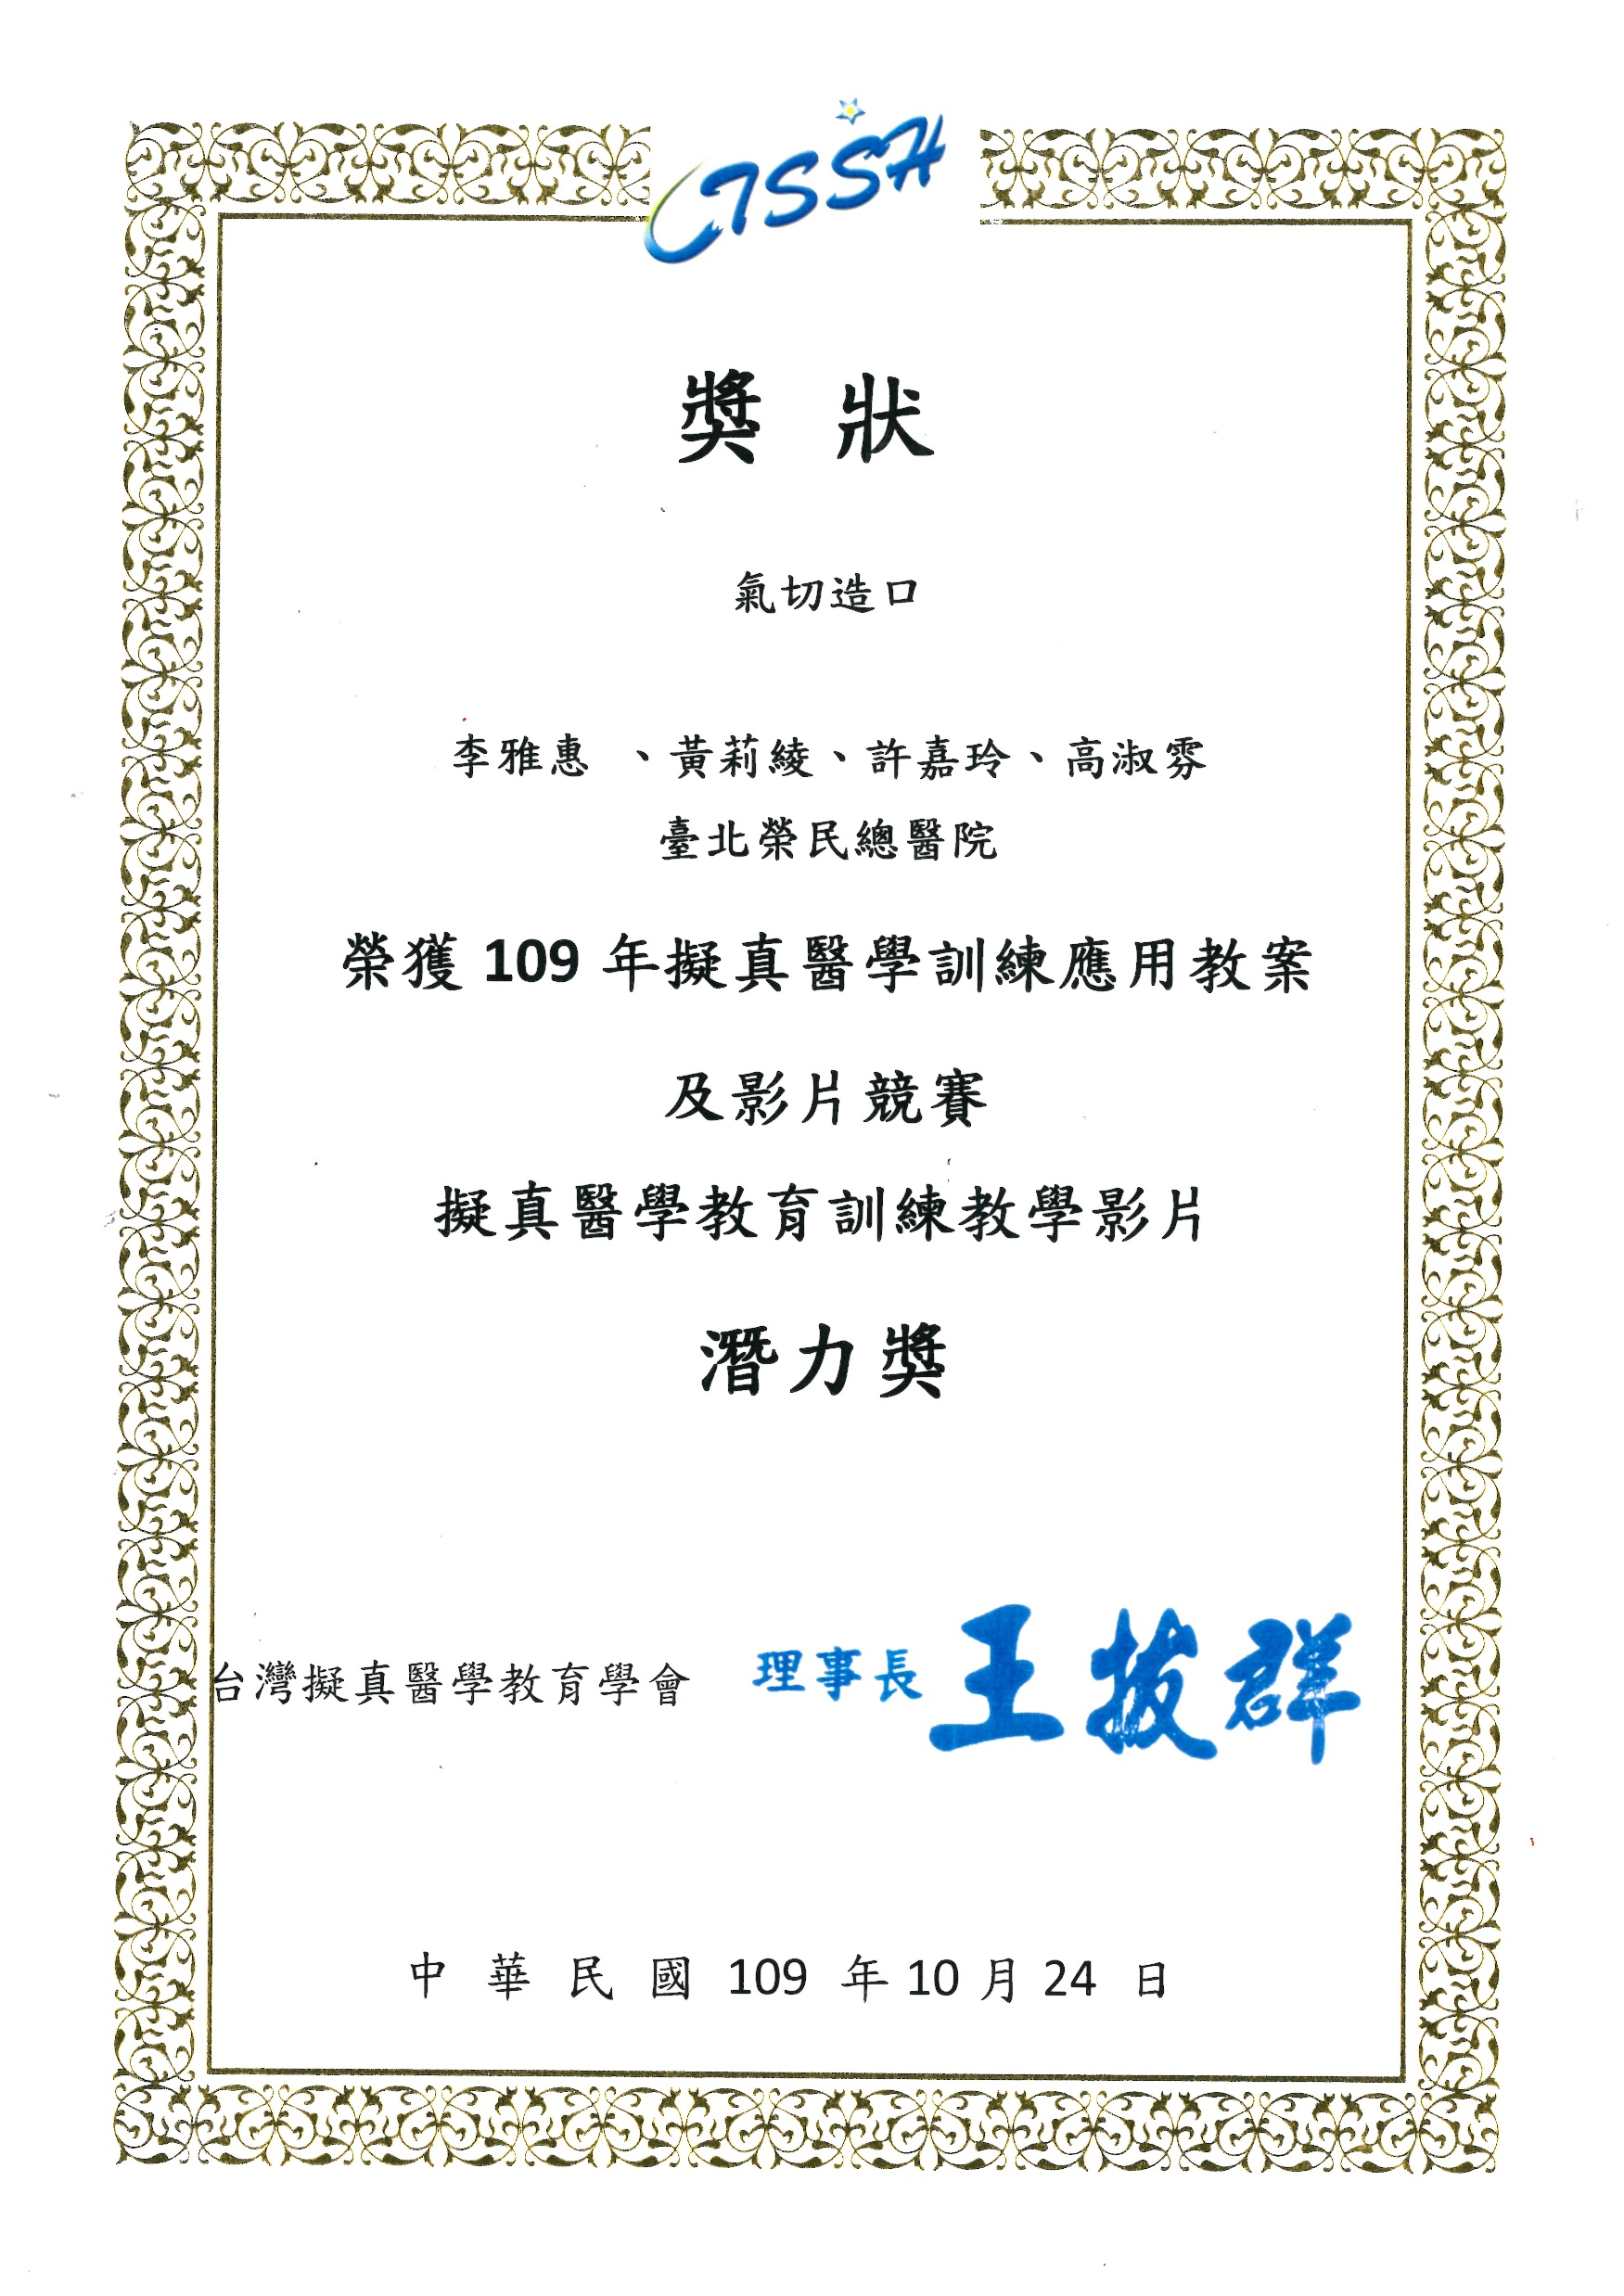 TSSH
獎 狀
氣切造口
李雅惠 、黃莉綾、許嘉玲、高淑雰
臺北榮民總醫院
榮獲 109 年擬真醫學訓練應用教案
及影片競賽
擬真醫學教育訓練教學影片
潛力獎
台灣擬真醫學教育學會 理事長 王拔群
中 華 民 國 109 年 10 月 24 日